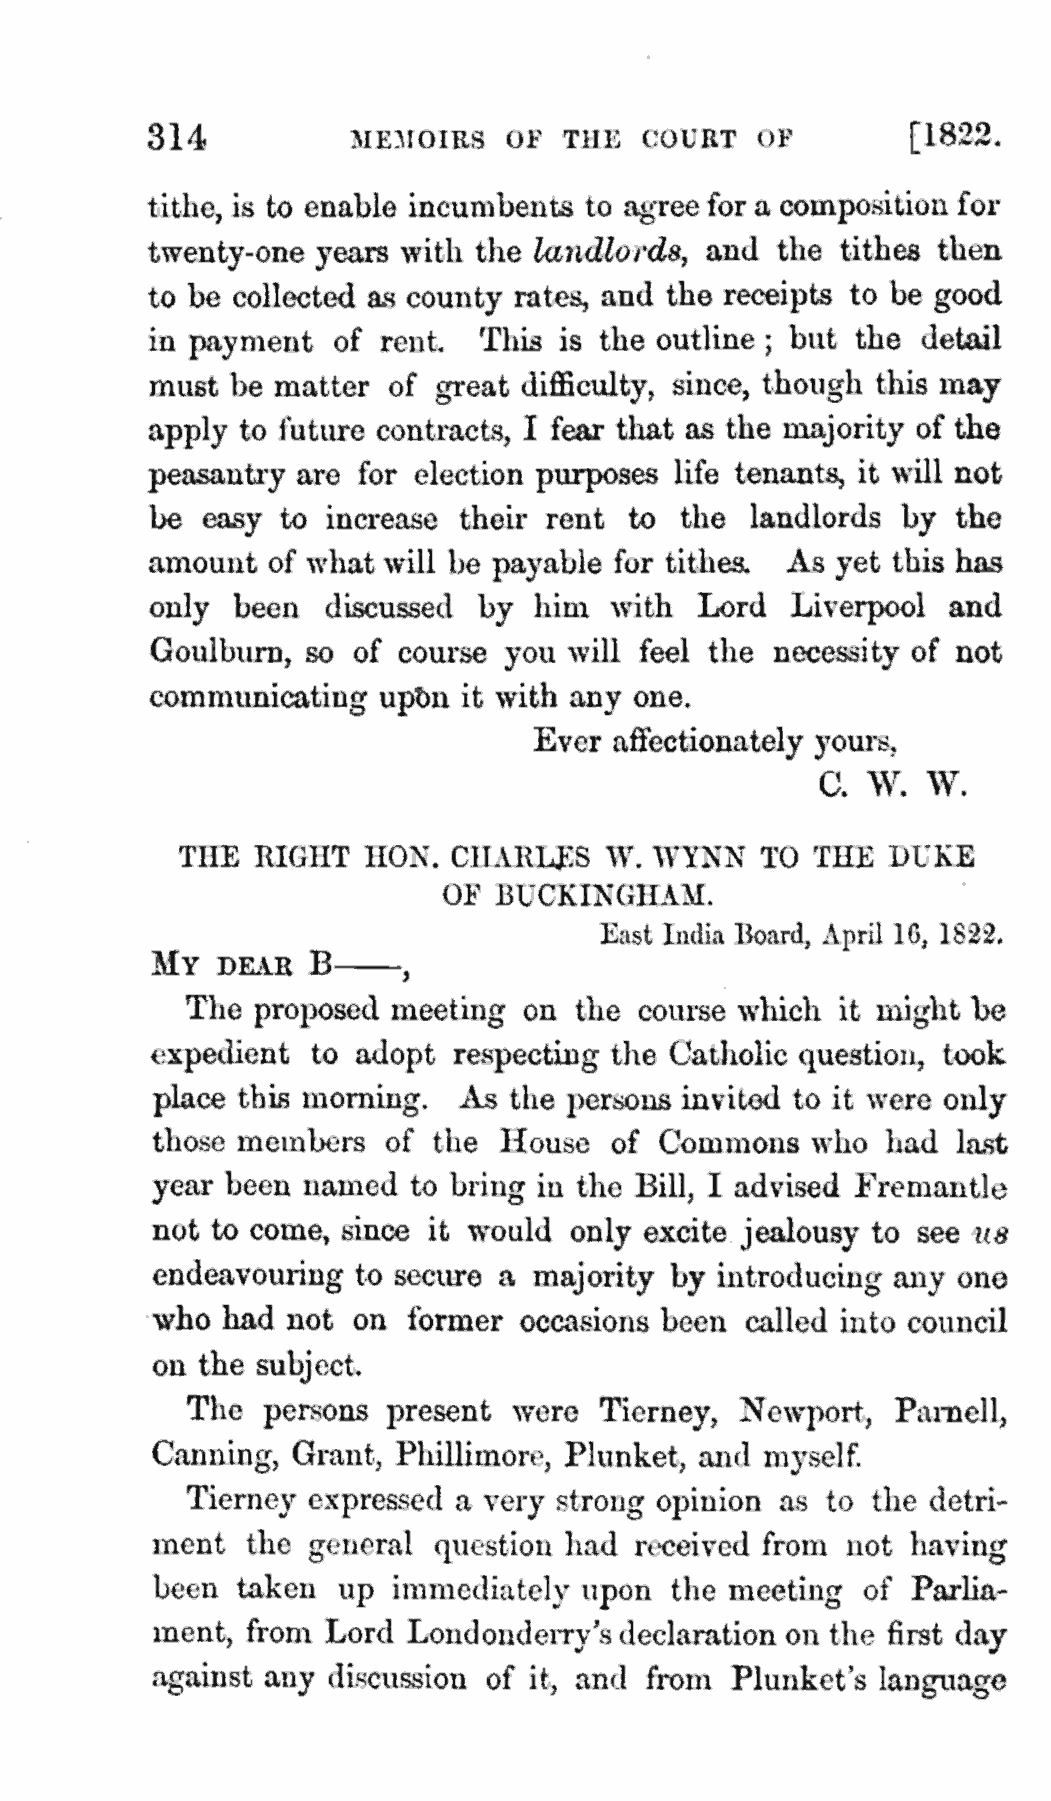 314 MEMOIRS OF THE COURT OF [1822.
tithe, is to enable incumbents to agree for a composition for
twenty-one years with the landlords, and the tithes then
to be collected as county rates, and the receipts to be good
in payment of rent. This is the outline; but the detail
must be matter of great difficulty, since, though this may
apply to future contracts, I fear that as the majority of the
peasantry are for election purposes life tenants, it will not
be easy to increase their rent to the landlords by the
amount of what will be payable for tithes. As yet this has
only been discussed by him with Lord Liverpool and
Goulburn, so of course you will feel the necessity of not
communicating upon it with any one.
Ever affectionately yours,
C. W. W.
THE RIGHT HON. CHARLES W. WYNN TO THE DUKE
OF BUCKINGHAM.
East India Board, April 16, 1822.
MY DEAR B——,
The proposed meeting on the course which it might be
expedient to adopt respecting the Catholic question, took
place this morning. As the persons invited to it were only
those members of the House of Commons who had last
year been named to bring in the Bill, I advised Fremantle
not to come, since it would only excite jealousy to see us
endeavouring to secure a majority by introducing any one
who had not on former occasions been called into council
on the subject.
The persons present were Tierney, Newport, Parnell,
Canning, Grant, Phillimore, Plunket, and myself.
Tierney expressed a very strong opinion as to the detri-
ment the general question had received from not having
been taken up immediately upon the meeting of Parlia-
ment, from Lord Londonderry's declaration on the first day
against any discussion of it, and from Plunket's language